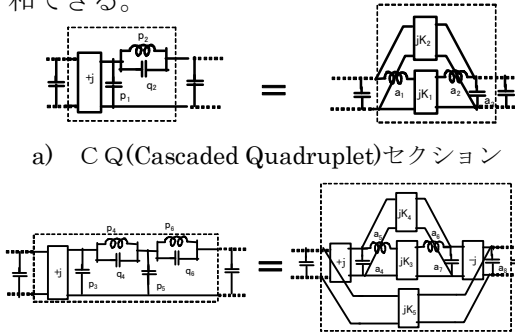 和できる。
p₂
+j
q₂
p₁
=
jK₂
a₁
jK₁
a₂
a) CQ(Cascaded Quadruplet)セクション
p₄
p₆
+j
q₄
q₆
p₃
p₅
=
jK₄
a₅
a₆
+j
jK₃
-j
a₄
a₇
a₈
jK₅